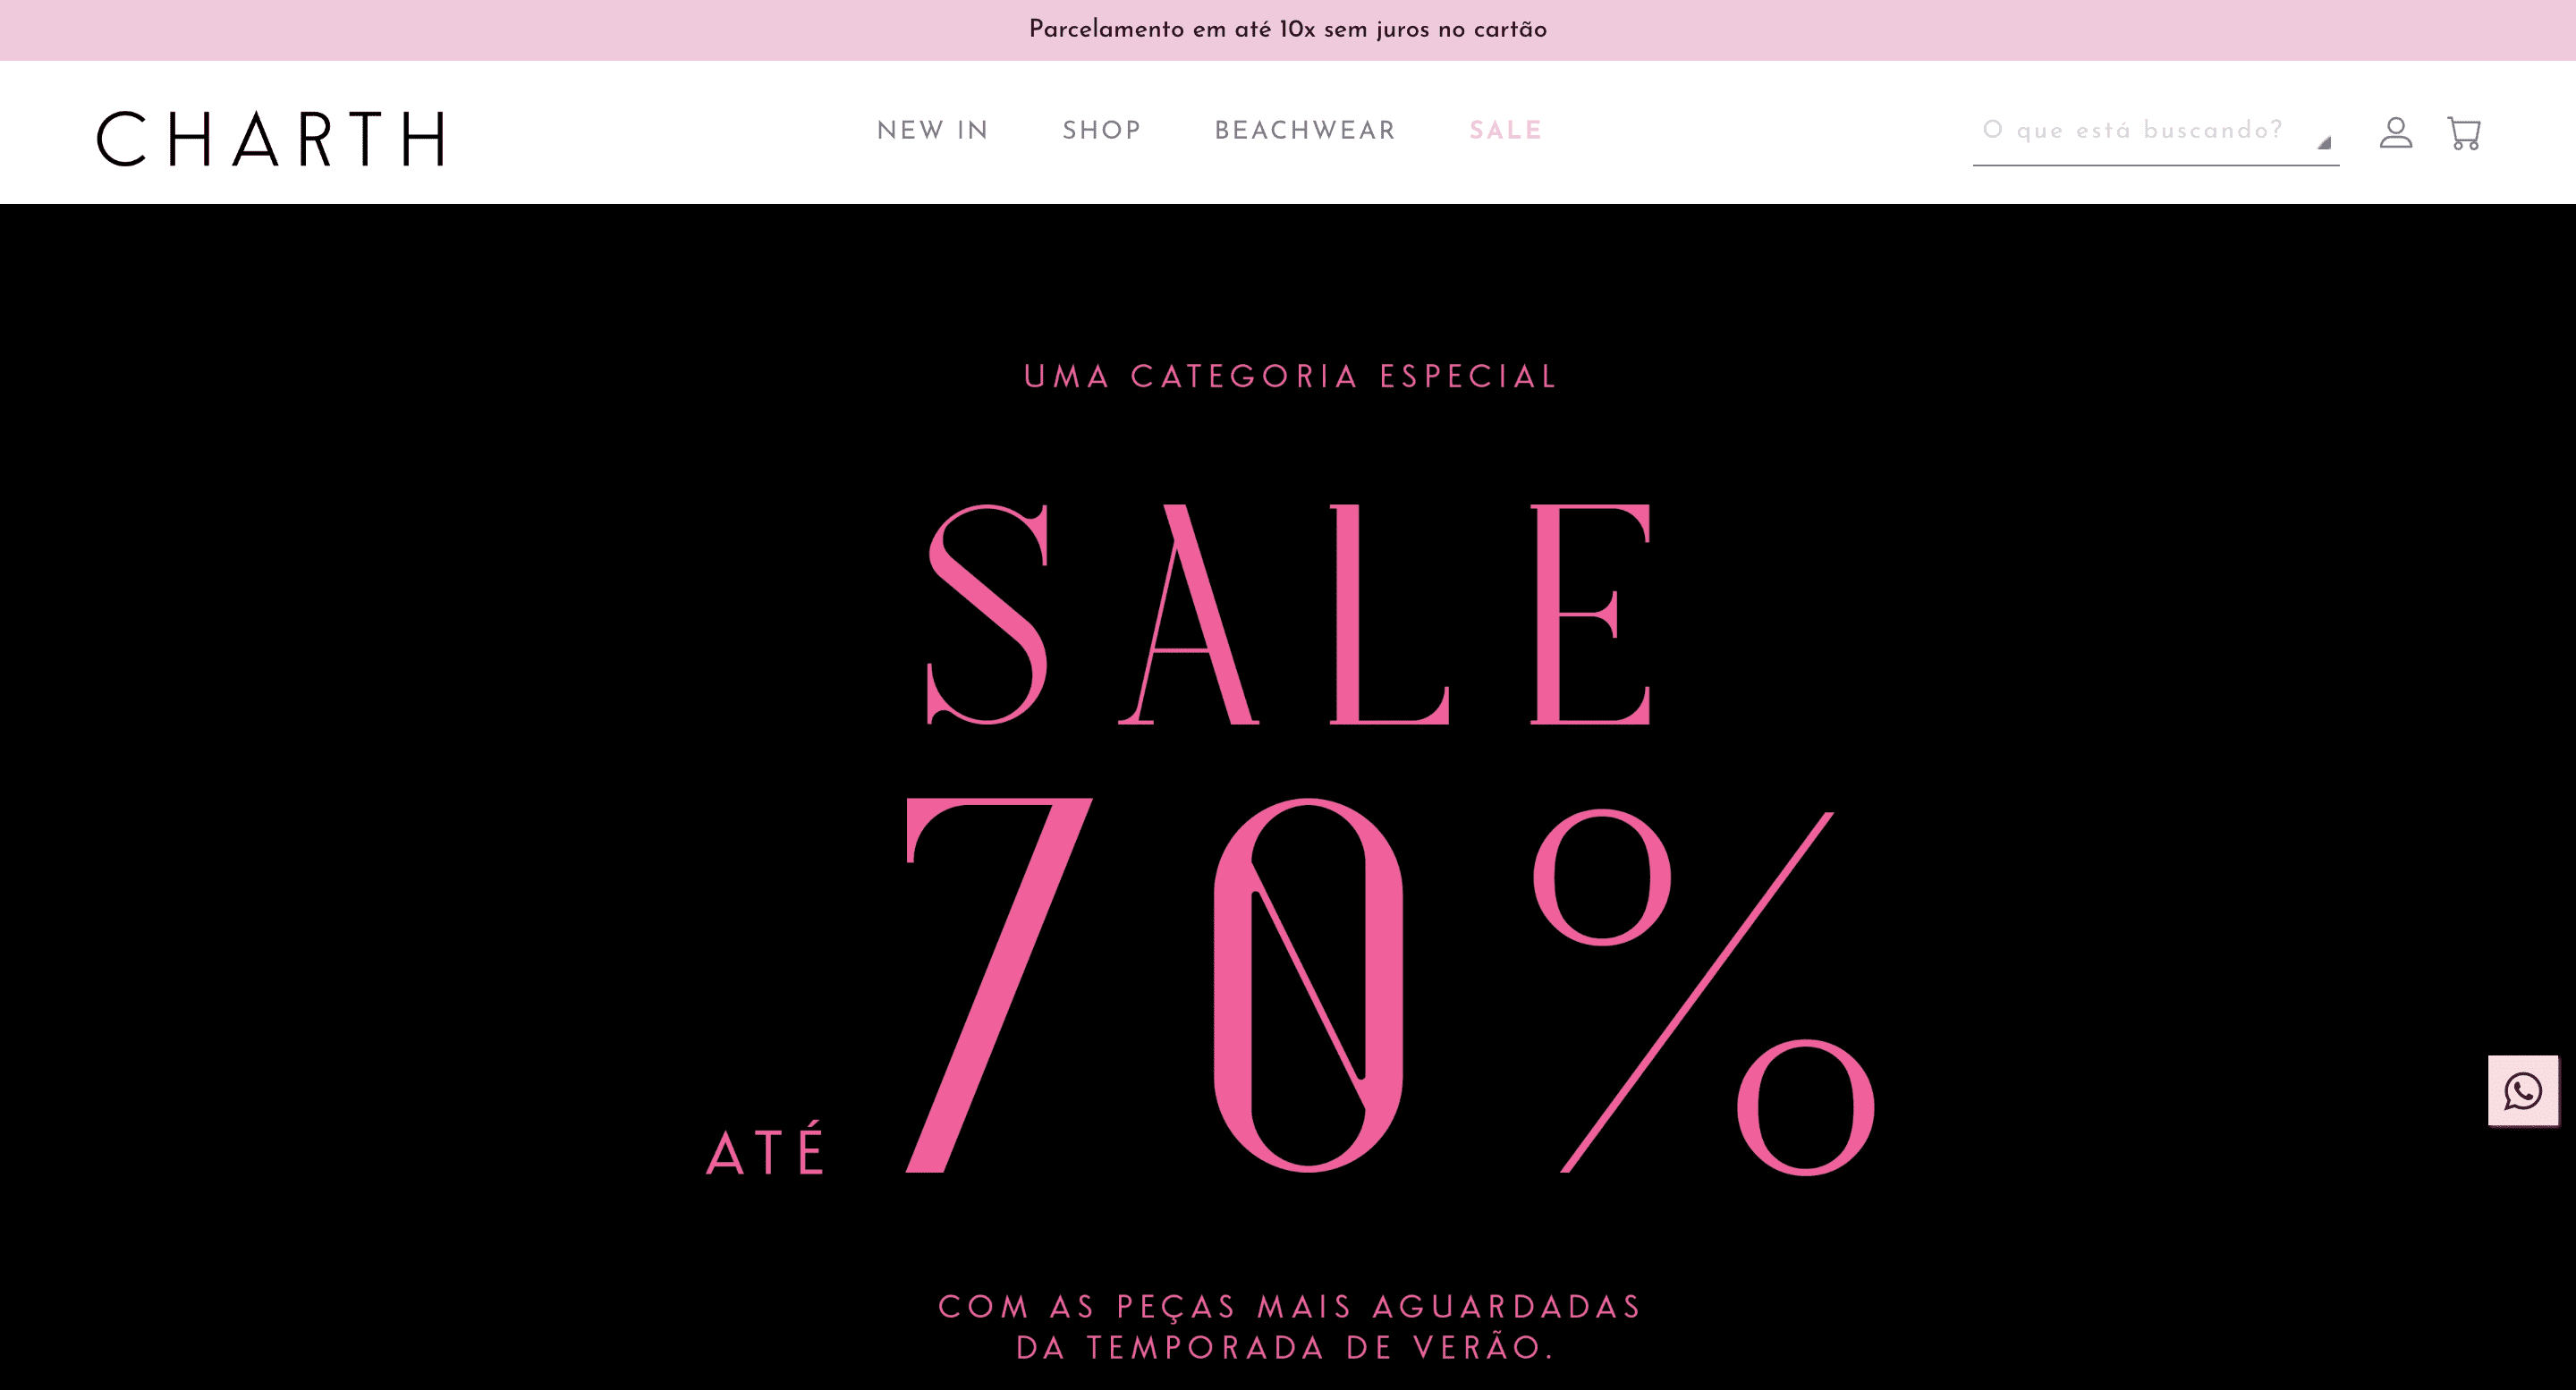 Parcelamento em até 10x sem juros no cartão
CHARTH
NEW IN
SHOP
BEACHWEAR
SALE
O que está buscando?
UMA CATEGORIA ESPECIAL
SALE
ATÉ 70%
COM AS PEÇAS MAIS AGUARDADAS
DA TEMPORADA DE VERÃO.